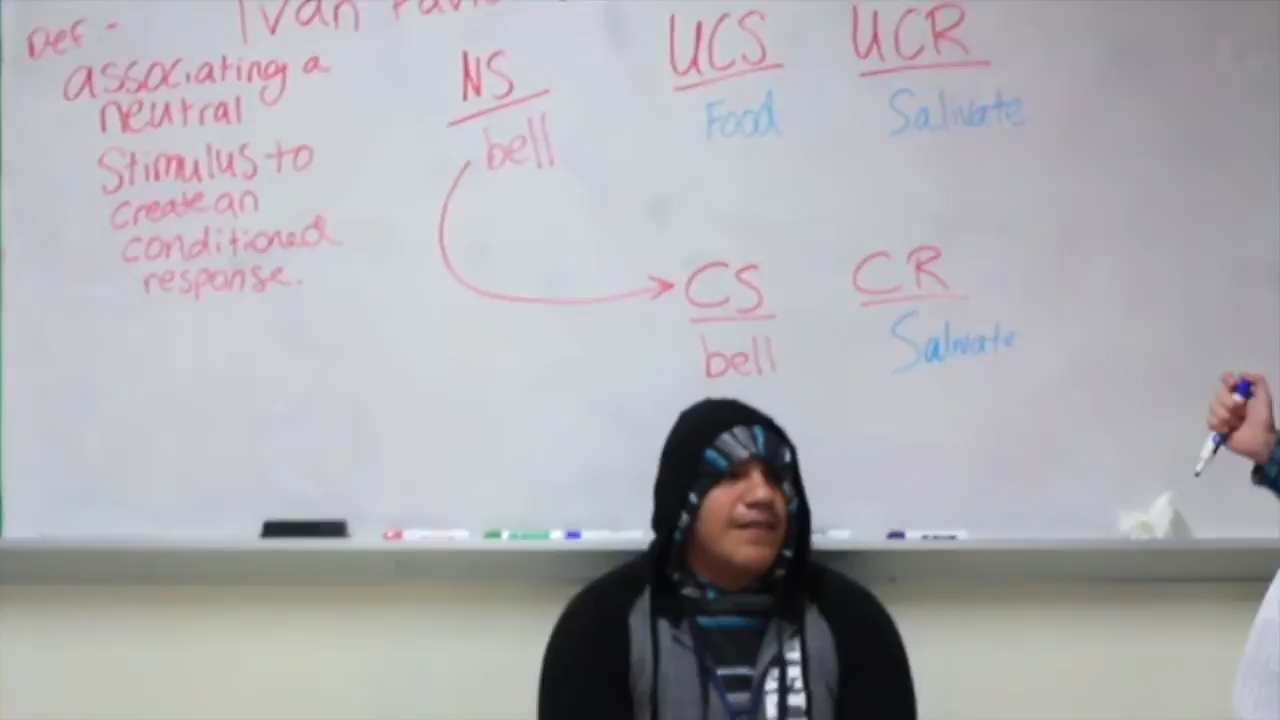 Def - Ivan
associating a
neutral
Stimulus to
create an
conditioned
response.
NS UCS UCR
bell Food Salivate
CS CR
bell Salivate